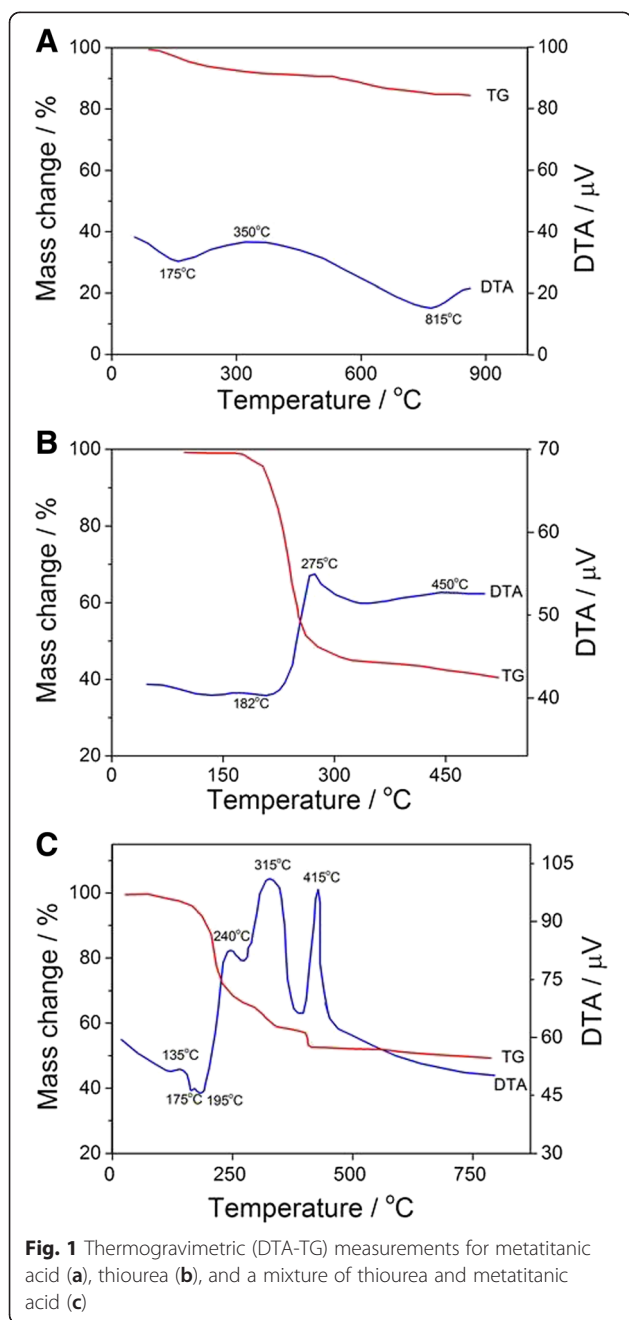 A
100
80
60
40
20
0
Mass change / %
100
80
60
40
20
0
DTA / μV
TG
350°C
175°C
DTA
815°C
0 300 600 900
Temperature / °C
B
100
80
60
40
20
Mass change / %
70
60
50
40
DTA / μV
275°C
450°C
DTA
182°C
TG
0 150 300 450
Temperature / °C
C
100
80
60
40
20
Mass change / %
105
90
75
60
45
30
DTA / μV
315°C
415°C
240°C
135°C
175°C 195°C
TG
DTA
0 250 500 750
Temperature / °C
Fig. 1 Thermogravimetric (DTA-TG) measurements for metatitanic
acid (a), thiourea (b), and a mixture of thiourea and metatitanic
acid (c)